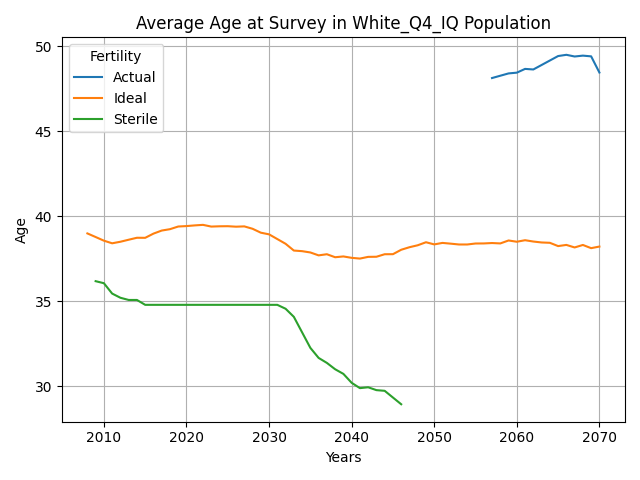 Average Age at Survey in White_Q4_IQ Population
Fertility
Actual
Ideal
Sterile
50
45
40
35
30
Age
2010 2020 2030 2040 2050 2060 2070
Years